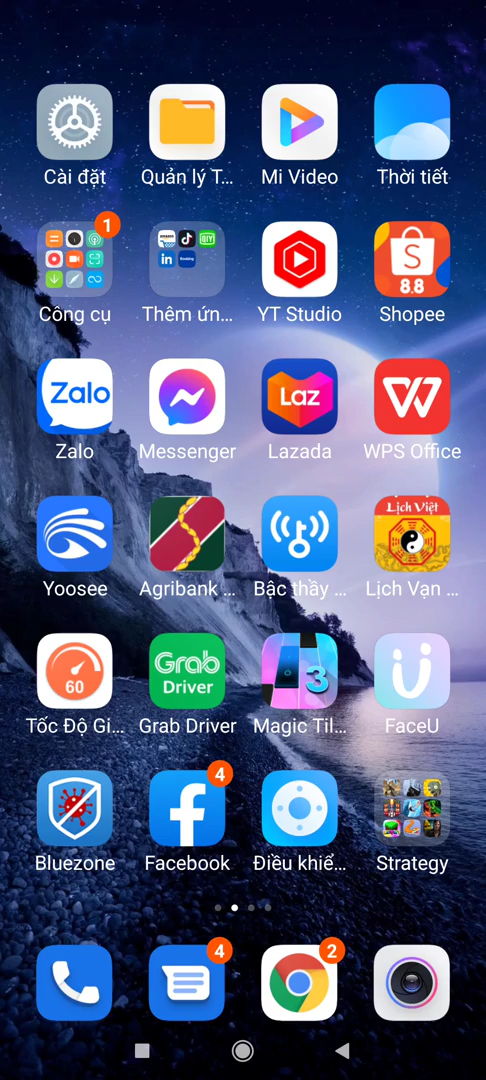 Cài đặt
Quản lý T...
Mi Video
Thời tiết
1
Công cụ
Thêm ứn...
YT Studio
S
8.8
Shopee
Zalo
Zalo
Messenger
Laz
Lazada
W
WPS Office
Yoosee
Agribank ...
Bậc thầy ...
Lịch Việt
Lịch Vạn ...
60
Tốc Độ Gi...
Grab
Driver
Grab Driver
3
Magic Til...
FaceU
Bluezone
4
Facebook
Điều khiể...
Strategy
4
2